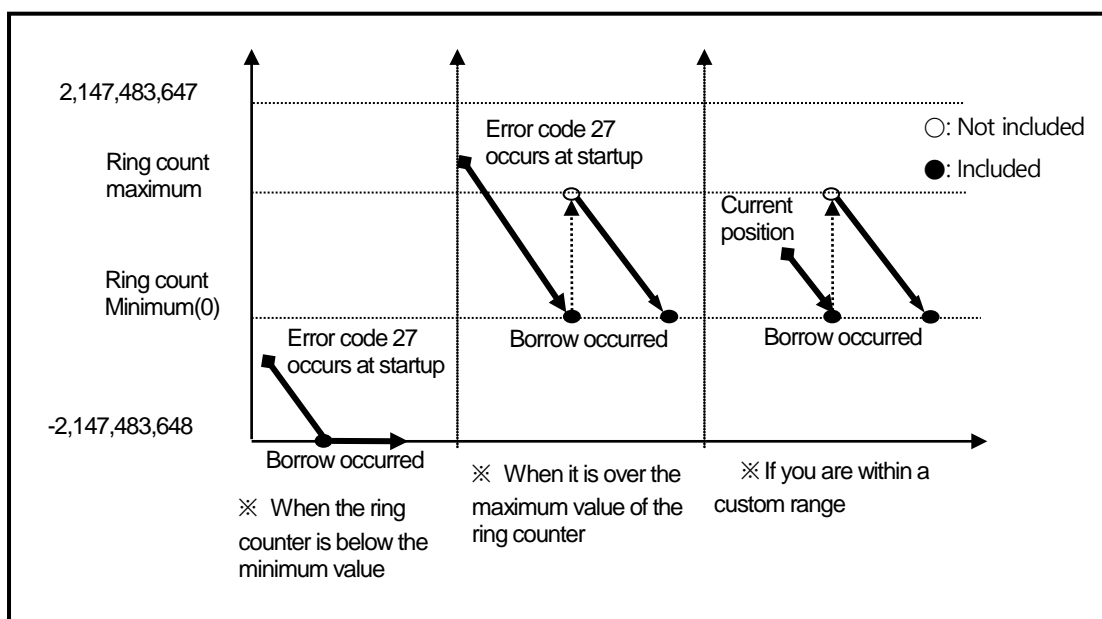 2,147,483,647
Ring count
maximum
Ring count
Minimum(0)
-2,147,483,648
Error code 27
occurs at startup
Borrow occurred
※ When the ring
counter is below the
minimum value
Error code 27
occurs at startup
Borrow occurred
※ When it is over the
maximum value of the
ring counter
Current
position
Borrow occurred
※ If you are within a
custom range
○: Not included
●: Included